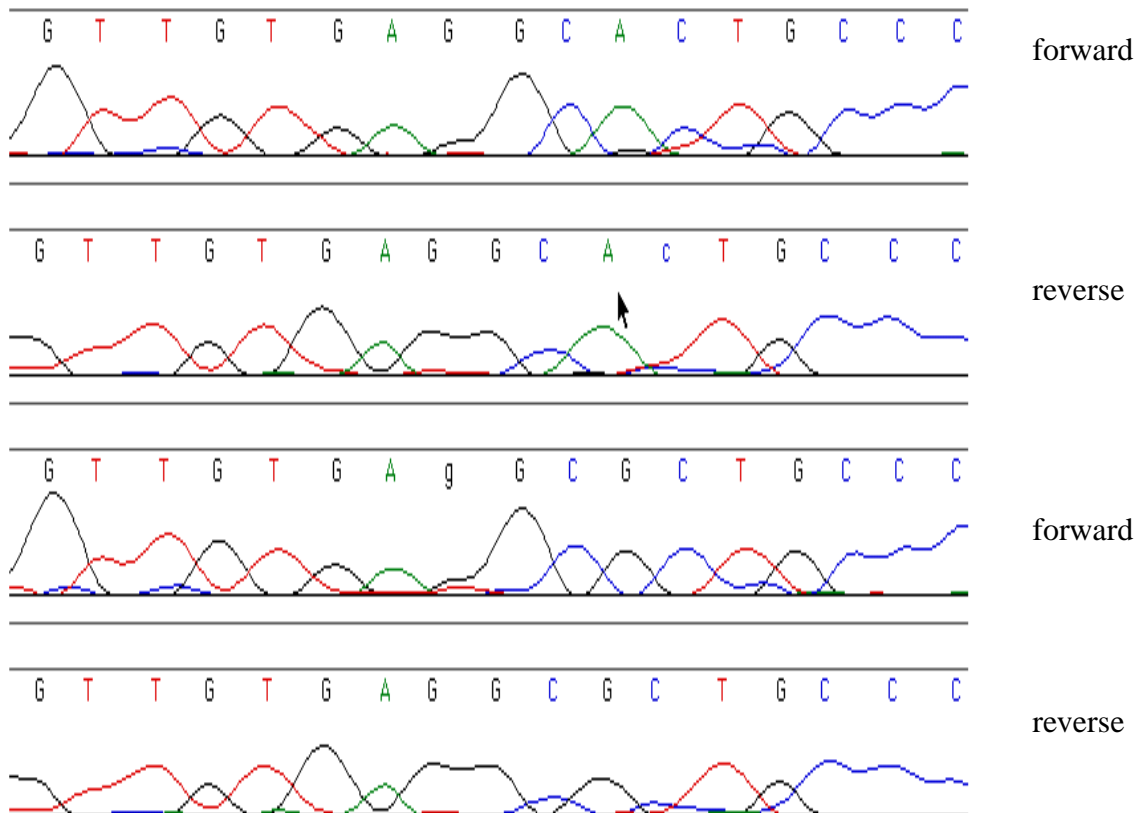 G T T G T G A G G C A C T G C C C
forward
G T T G T G A G G C A c T G C C C
reverse
G T T G T G A g G C G C T G C C C
forward
G T T G T G A G G C G C T G C C C
reverse